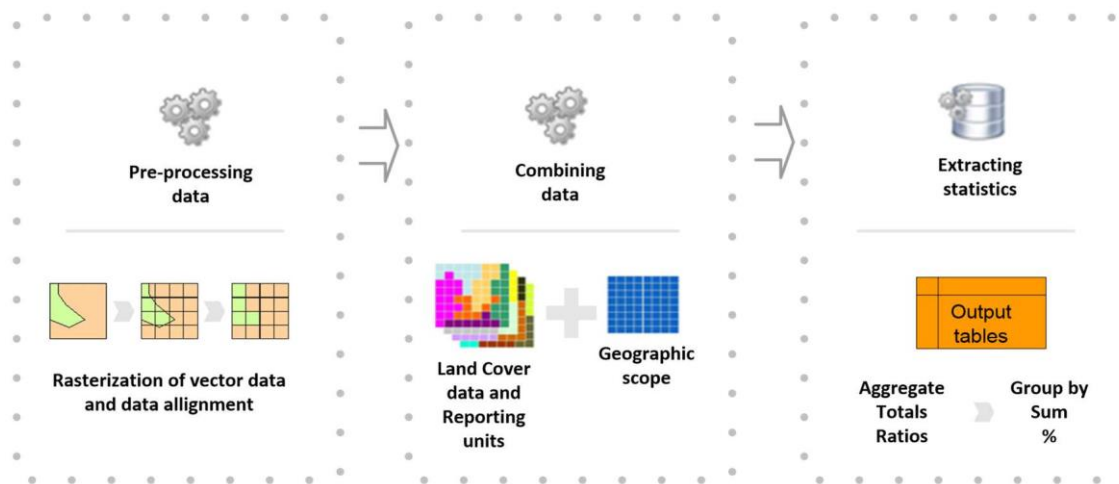 Pre-processing
data
Rasterization of vector data
and data allignment
Combining
data
Land Cover
data and
Reporting
units
Geographic
scope
Extracting
statistics
Output
tables
Aggregate
Totals
Ratios
Group by
Sum
%